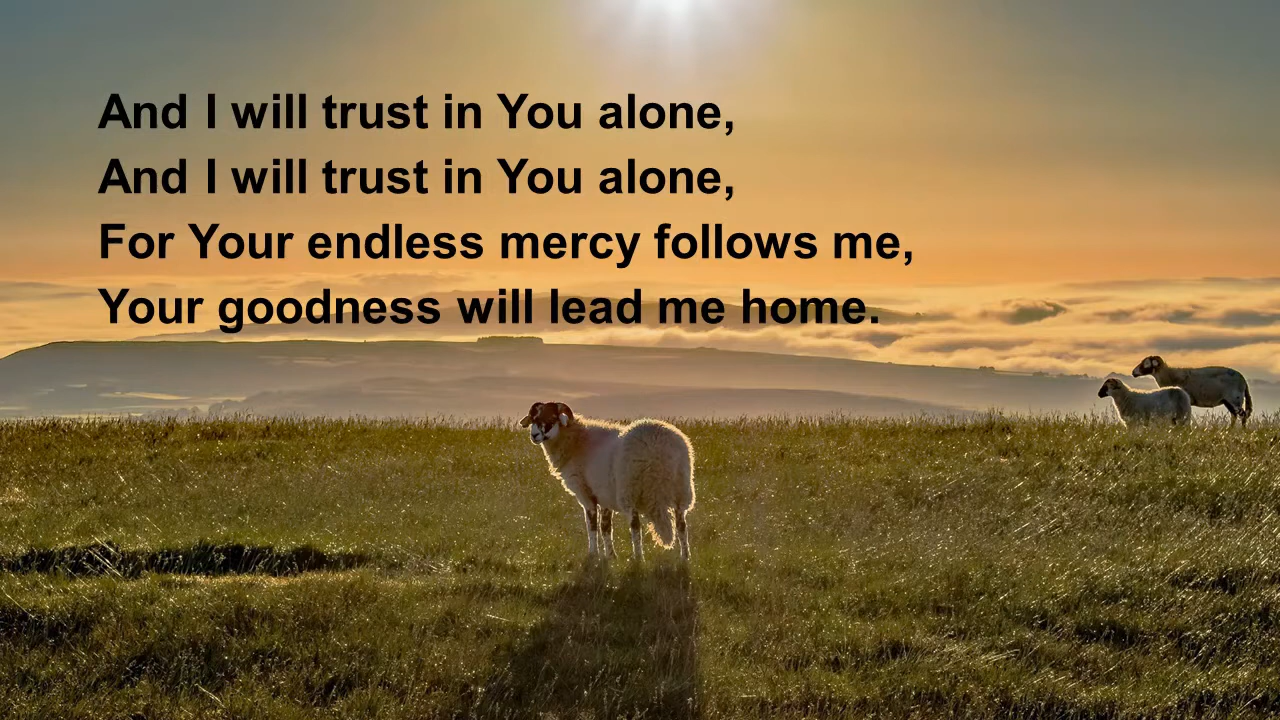 And I will trust in You alone,
And I will trust in You alone,
For Your endless mercy follows me,
Your goodness will lead me home.